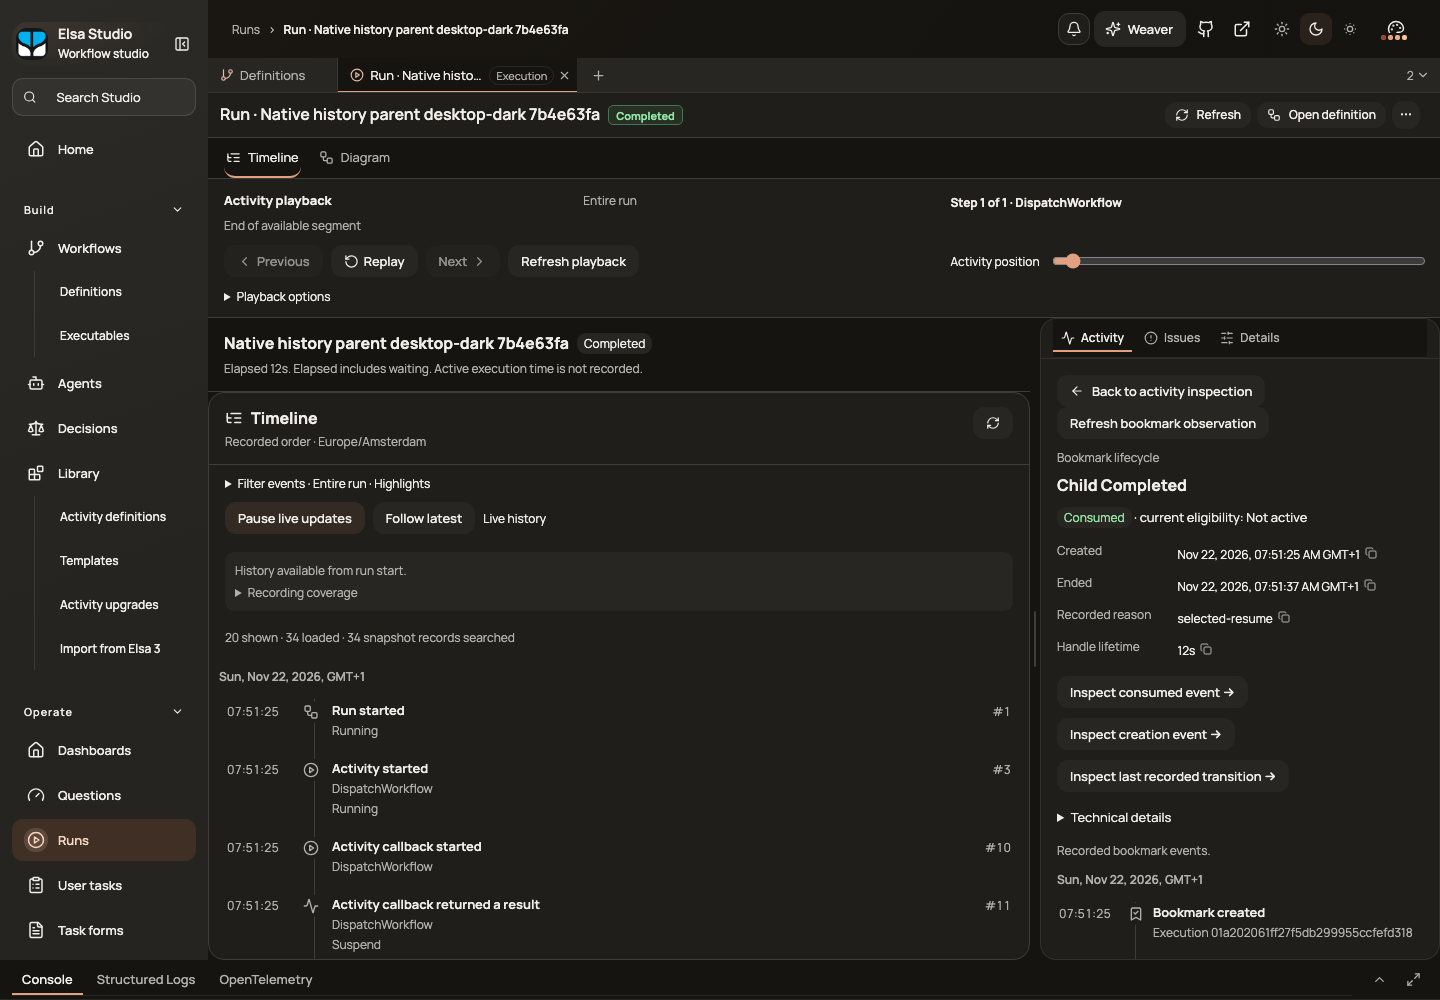 Elsa Studio
Workflow studio
Search Studio
Home
Build
Workflows
Definitions
Executables
Agents
Decisions
Library
Activity definitions
Templates
Activity upgrades
Import from Elsa 3
Operate
Dashboards
Questions
Runs
User tasks
Task forms
Runs › Run · Native history parent desktop-dark 7b4e63fa
Weaver
Definitions
Run · Native histo... Execution
2
Run · Native history parent desktop-dark 7b4e63fa Completed
Refresh
Open definition
Timeline
Diagram
Activity playback
Entire run
Step 1 of 1 · DispatchWorkflow
End of available segment
Previous
Replay
Next
Refresh playback
Activity position
Playback options
Native history parent desktop-dark 7b4e63fa Completed
Elapsed 12s. Elapsed includes waiting. Active execution time is not recorded.
Timeline
Recorded order · Europe/Amsterdam
Filter events · Entire run · Highlights
Pause live updates
Follow latest
Live history
History available from run start.
Recording coverage
20 shown · 34 loaded · 34 snapshot records searched
Sun, Nov 22, 2026, GMT+1
07:51:25 Run started #1
Running
07:51:25 Activity started #3
DispatchWorkflow
Running
07:51:25 Activity callback started #10
DispatchWorkflow
07:51:25 Activity callback returned a result #11
DispatchWorkflow
Suspend
Activity
Issues
Details
← Back to activity inspection
Refresh bookmark observation
Bookmark lifecycle
Child Completed
Consumed · current eligibility: Not active
Created Nov 22, 2026, 07:51:25 AM GMT+1
Ended Nov 22, 2026, 07:51:37 AM GMT+1
Recorded reason selected-resume
Handle lifetime 12s
Inspect consumed event →
Inspect creation event →
Inspect last recorded transition →
Technical details
Recorded bookmark events.
Sun, Nov 22, 2026, GMT+1
07:51:25 Bookmark created
Execution 01a202061ff27f5db299955ccfefd318
Console
Structured Logs
OpenTelemetry